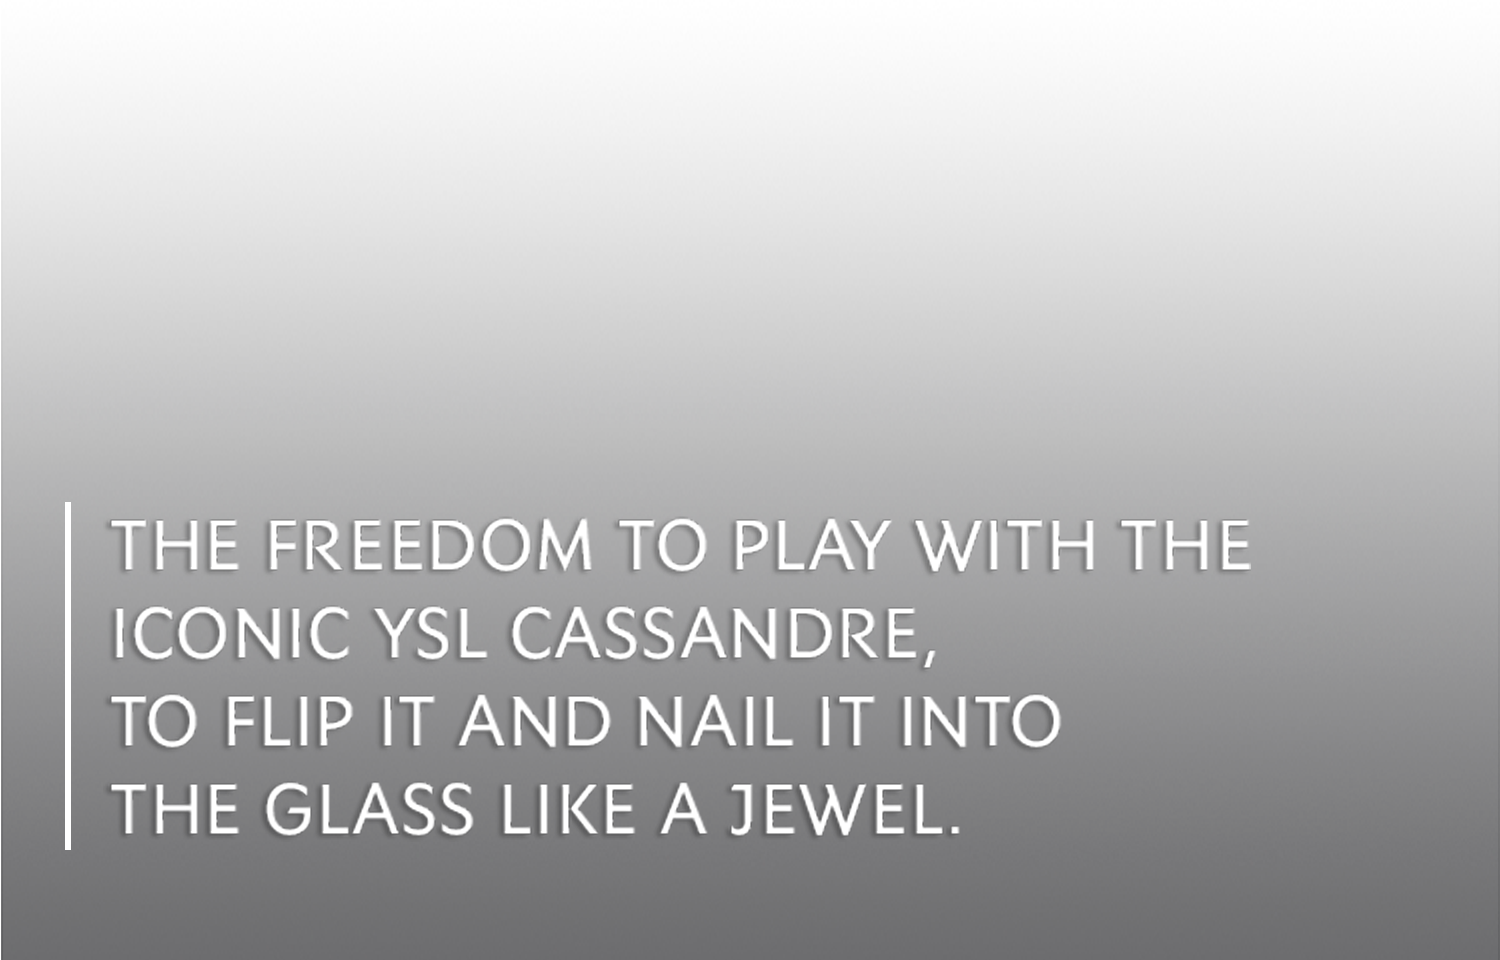 THE FREEDOM TO PLAY WITH THE
ICONIC YSL CASSANDRE,
TO FLIP IT AND NAIL IT INTO
THE GLASS LIKE A JEWEL.